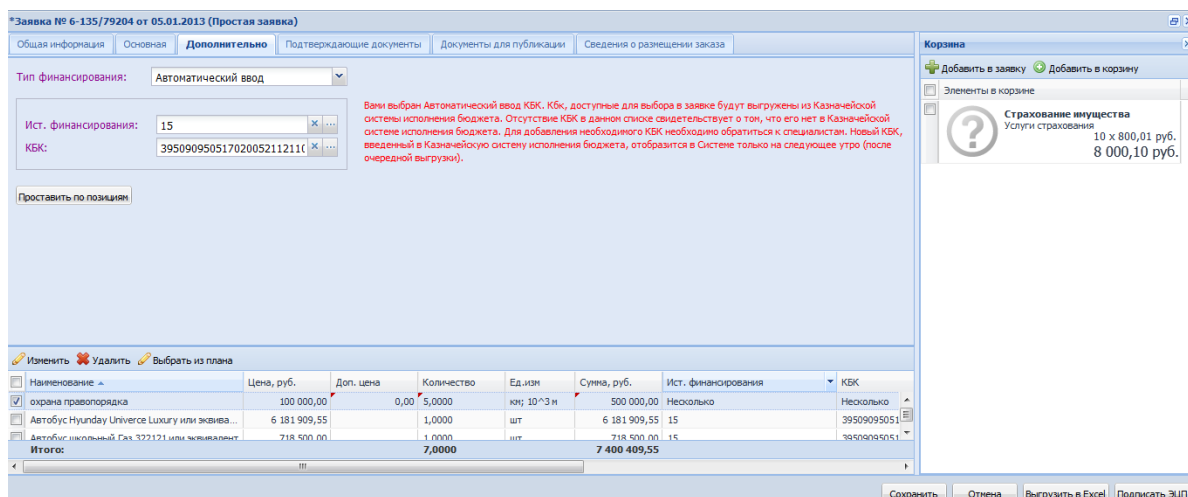 *Заявка № 6-135/79204 от 05.01.2013 (Простая заявка)
Общая информация Основная Дополнительно Подтверждающие документы Документы для публикации Сведения о размещении заказа
Тип финансирования: Автоматический ввод
Ист. финансирования: 15
КБК: 395090950517020052112110
Вами выбран Автоматический ввод КБК. Кбк, доступные для выбора в заявке будут выгружены из Казначейской
системы исполнения бюджета. Отсутствие КБК в данном списке свидетельствует о том, что его нет в Казначейской
системе исполнения бюджета. Для добавления необходимого КБК необходимо обратиться к специалистам. Новый КБК,
введенный в Казначейскую систему исполнения бюджета, отобразится в Системе только на следующее утро (после
очередной выгрузки).
Проставить по позициям
Изменить Удалить Выбрать из плана
Наименование Цена, руб. Доп. цена Количество Ед.изм Сумма, руб. Ист. финансирования КБК
охрана правопорядка 100 000,00 0,00 5,0000 км; 10^3 м 500 000,00 Несколько Несколько
Автобус Hyunday Univerce Luxury или эквива... 6 181 909,55 1,0000 шт 6 181 909,55 15 39509095051
Автобус школьный Газ 322121 или эквивалент 718 500,00 1,0000 шт 718 500,00 15 39509095051
Итого: 7,0000 7 400 409,55
Корзина
Добавить в заявку Добавить в корзину
Элементы в корзине
Страхование имущества
Услуги страхования
10 x 800,01 руб.
8 000,10 руб.
Сохранить Отмена Выгрузить в Excel Подписать ЭЦП